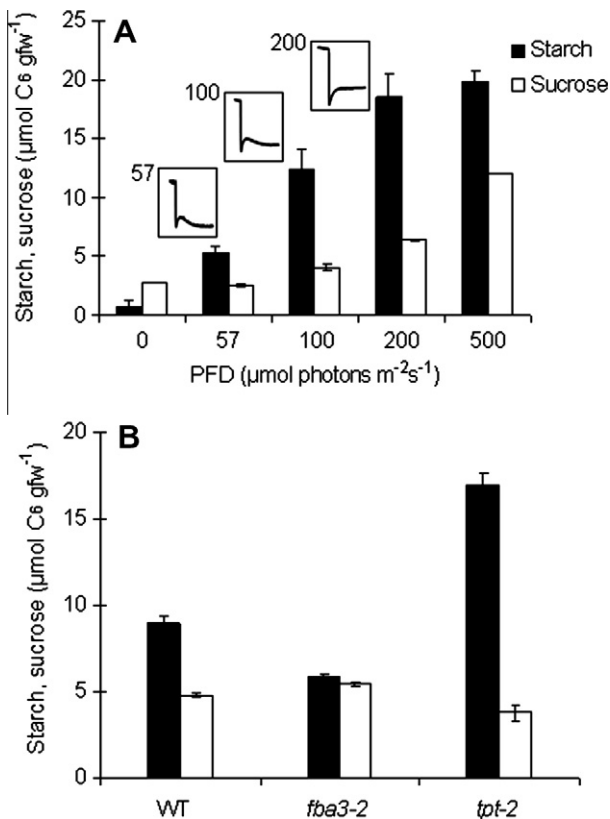 A
Starch, sucrose (µmol C6 gfw⁻¹)
25
20
15
10
5
0
57
100
200
Starch
Sucrose
0 57 100 200 500
PFD (µmol photons m⁻²s⁻¹)
B
Starch, sucrose (µmol C6 gfw⁻¹)
20
15
10
5
0
WT fba3-2 tpt-2